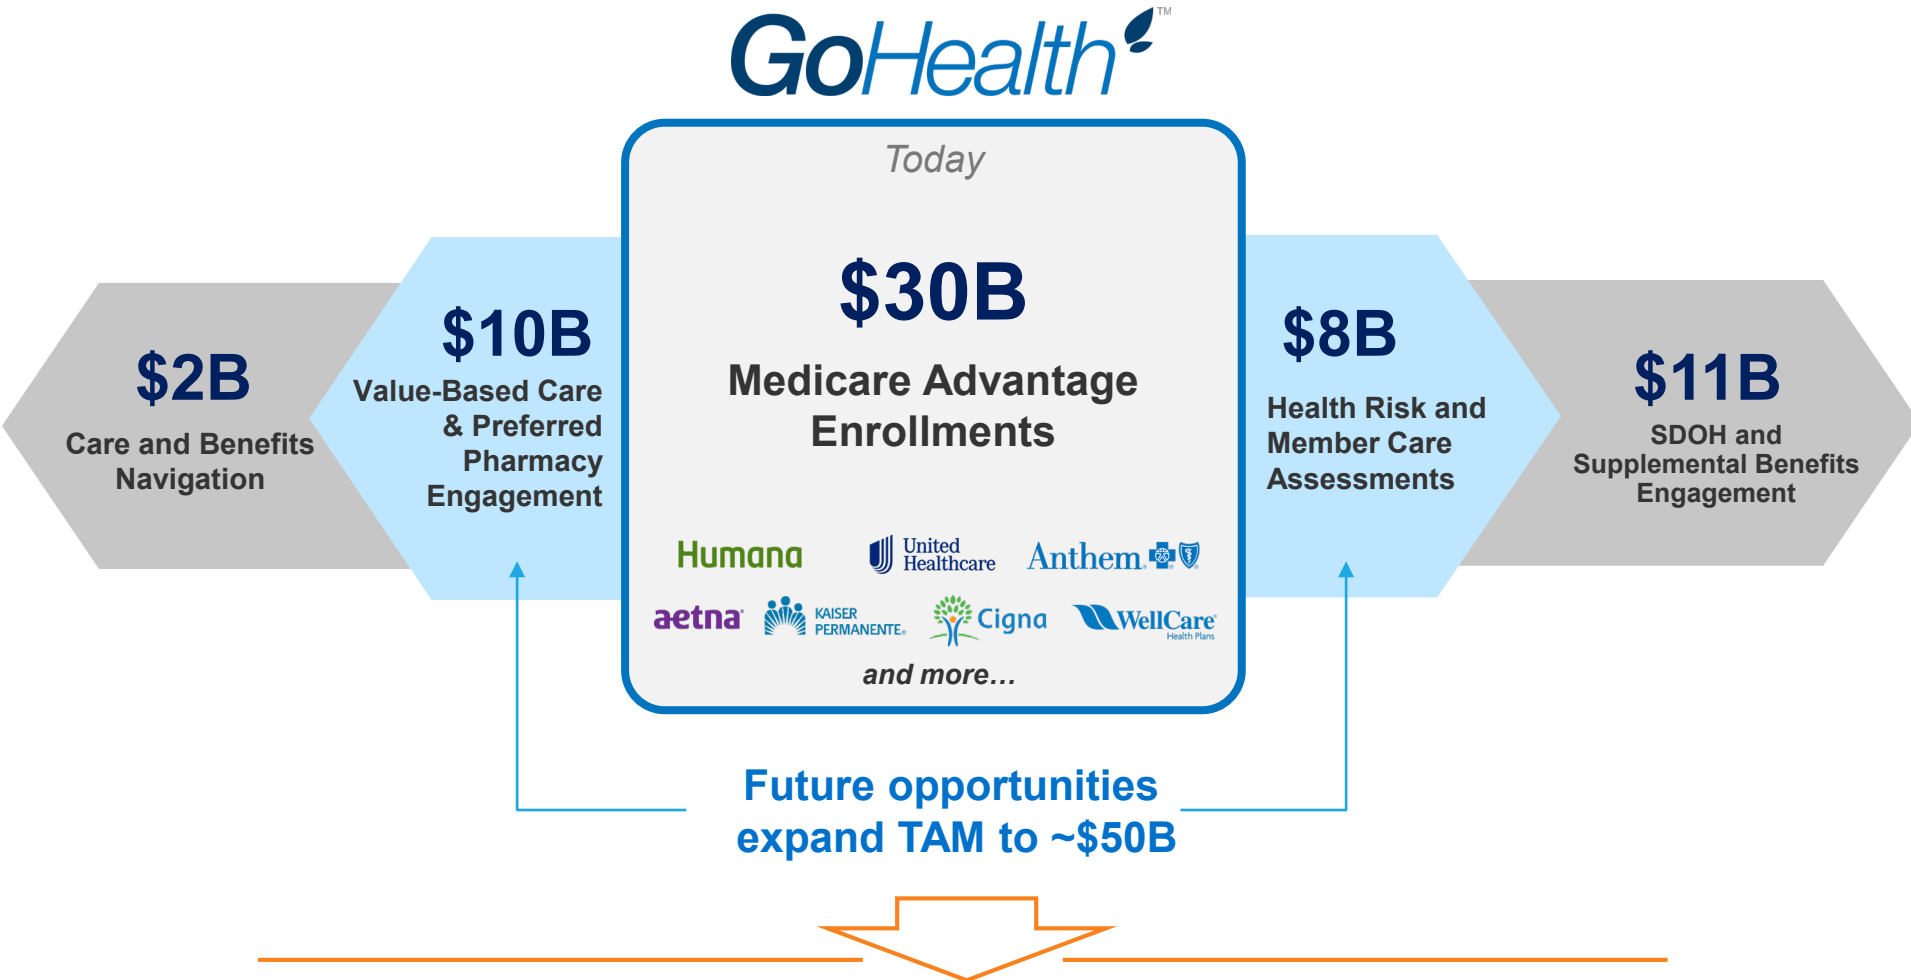 GoHealth™
Today
$30B
Medicare Advantage
Enrollments
Humana
United
Healthcare
Anthem
aetna
KAISER
PERMANENTE®
Cigna
WellCare
Health Plans
and more...
$2B
Care and Benefits
Navigation
$10B
Value-Based Care
& Preferred
Pharmacy
Engagement
$8B
Health Risk and
Member Care
Assessments
$11B
SDOH and
Supplemental Benefits
Engagement
Future opportunities
expand TAM to ~$50B